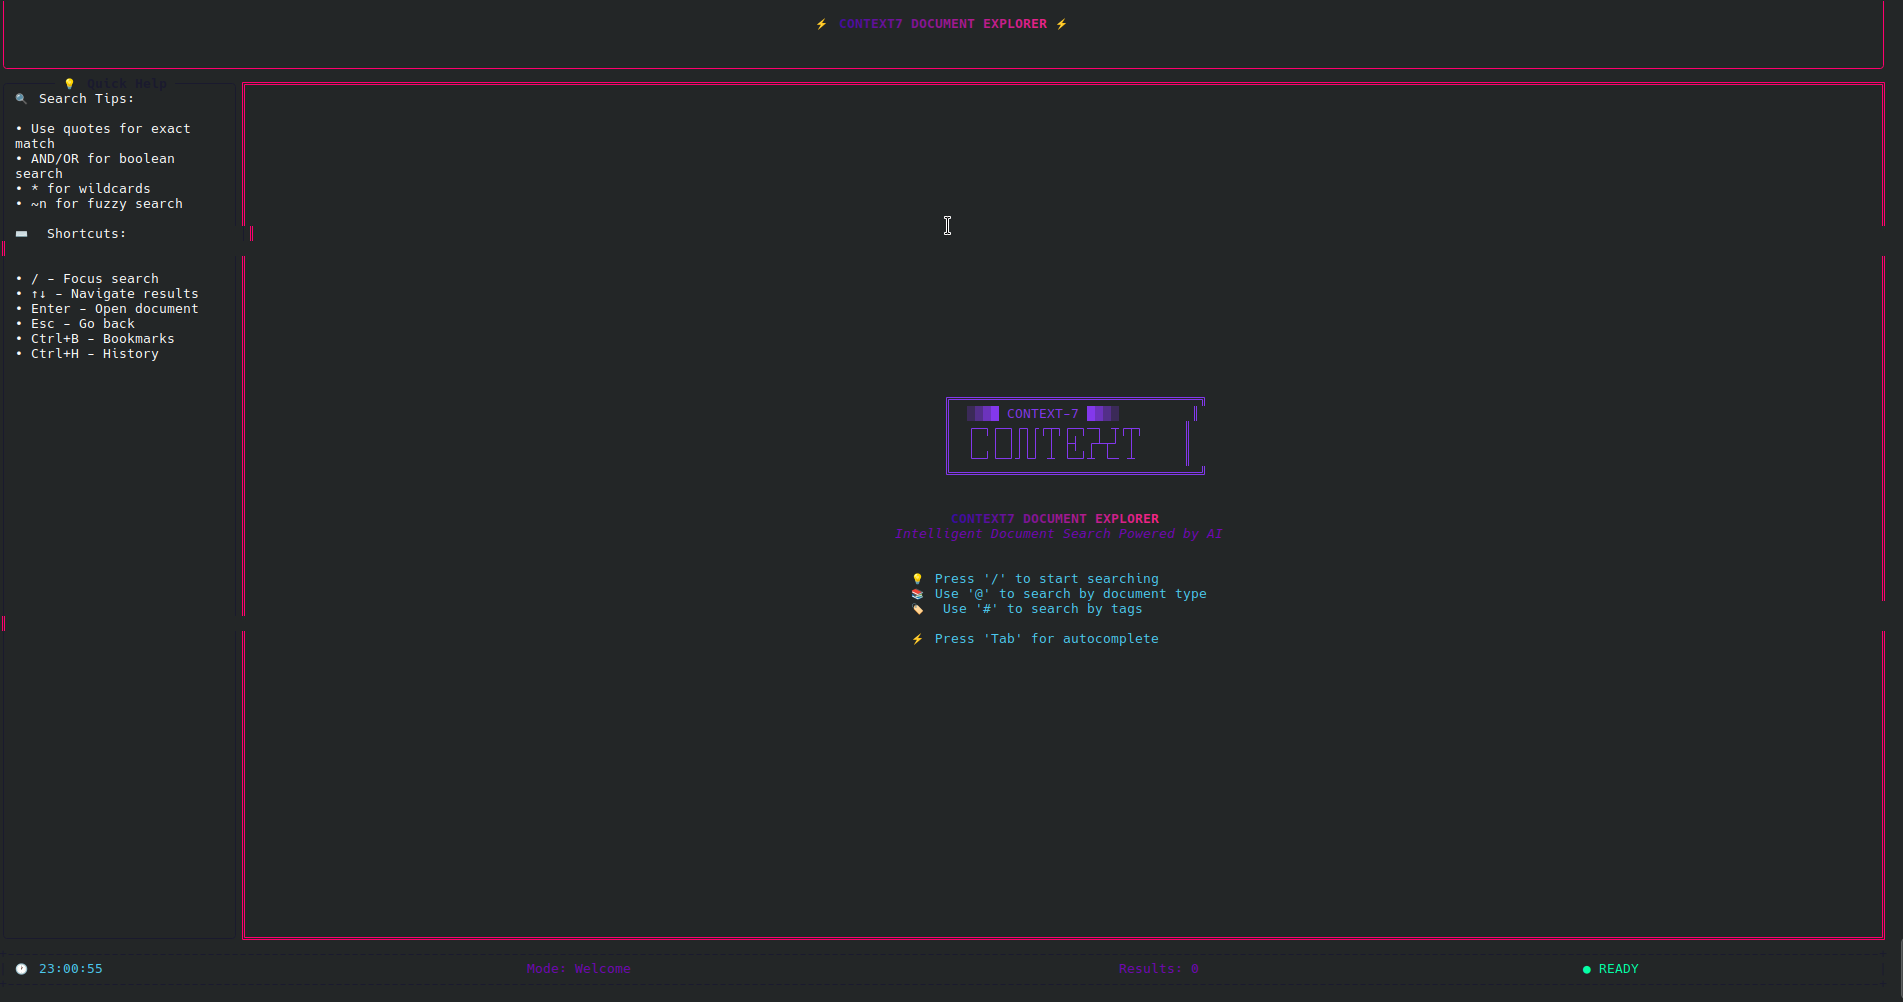 ⚡ CONTEXT7 DOCUMENT EXPLORER ⚡
💡 Quick Help
🔍 Search Tips:
• Use quotes for exact
match
• AND/OR for boolean
search
• * for wildcards
• ~n for fuzzy search
⌨️ Shortcuts:
• / - Focus search
• ↑↓ - Navigate results
• Enter - Open document
• Esc - Go back
• Ctrl+B - Bookmarks
• Ctrl+H - History
░▒▓█ CONTEXT-7 █▓▒░
CONTEXT7 DOCUMENT EXPLORER
Intelligent Document Search Powered by AI
💡 Press '/' to start searching
📚 Use '@' to search by document type
🏷️ Use '#' to search by tags
⚡ Press 'Tab' for autocomplete
🕐 23:00:55
Mode: Welcome
Results: 0
● READY